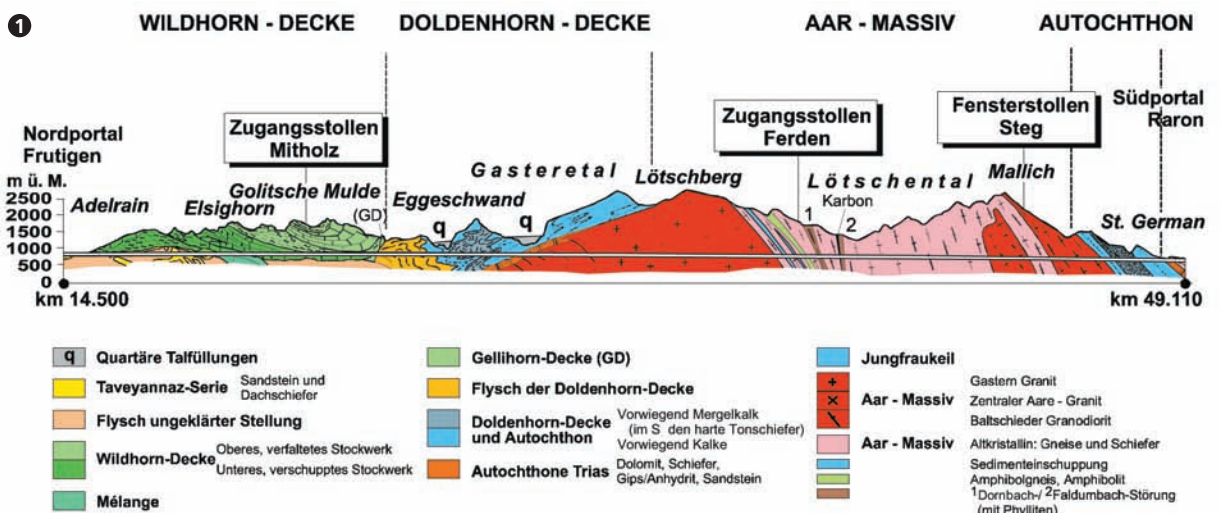 1
WILDHORN - DECKE
DOLDENHORN - DECKE
AAR - MASSIV
AUTOCHTHON
Nordportal
Frutigen
Zugangsstollen
Mitholz
Zugangsstollen
Ferden
Fensterstollen
Steg
Südportal
Raron
m ü. M.
2500
2000
1500
1000
500
0
Adelrain
Elsighorn
Golitsche Mulde
(GD)
Eggeschwand
Gasteretal
Lötschberg
Lötschental
Karbon
Mallich
St. German
q
q
1
2
km 14.500
km 49.110
q Quartäre Talfüllungen
Taveyannaz-Serie Sandstein und
Dachschiefer
Flysch ungeklärter Stellung
Wildhorn-Decke Oberes, verfaltetes Stockwerk
Unteres, verschupptes Stockwerk
Mélange
Gellihorn-Decke (GD)
Flysch der Doldenhorn-Decke
Doldenhorn-Decke
und Autochthon
Vorwiegend Mergelkalk
(im S den harte Tonschiefer)
Vorwiegend Kalke
Autochthone Trias
Dolomit, Schiefer,
Gips/Anhydrit, Sandstein
Jungfraukeil
Aar - Massiv
Gastern Granit
Zentraler Aare - Granit
Baltschieder Granodiorit
Aar - Massiv Altkristallin: Gneise und Schiefer
Sedimenteinschuppung
Amphibolgneis, Amphibolit
1Dornbach-/ 2Faldumbach-Störung
(mit Phylliten)